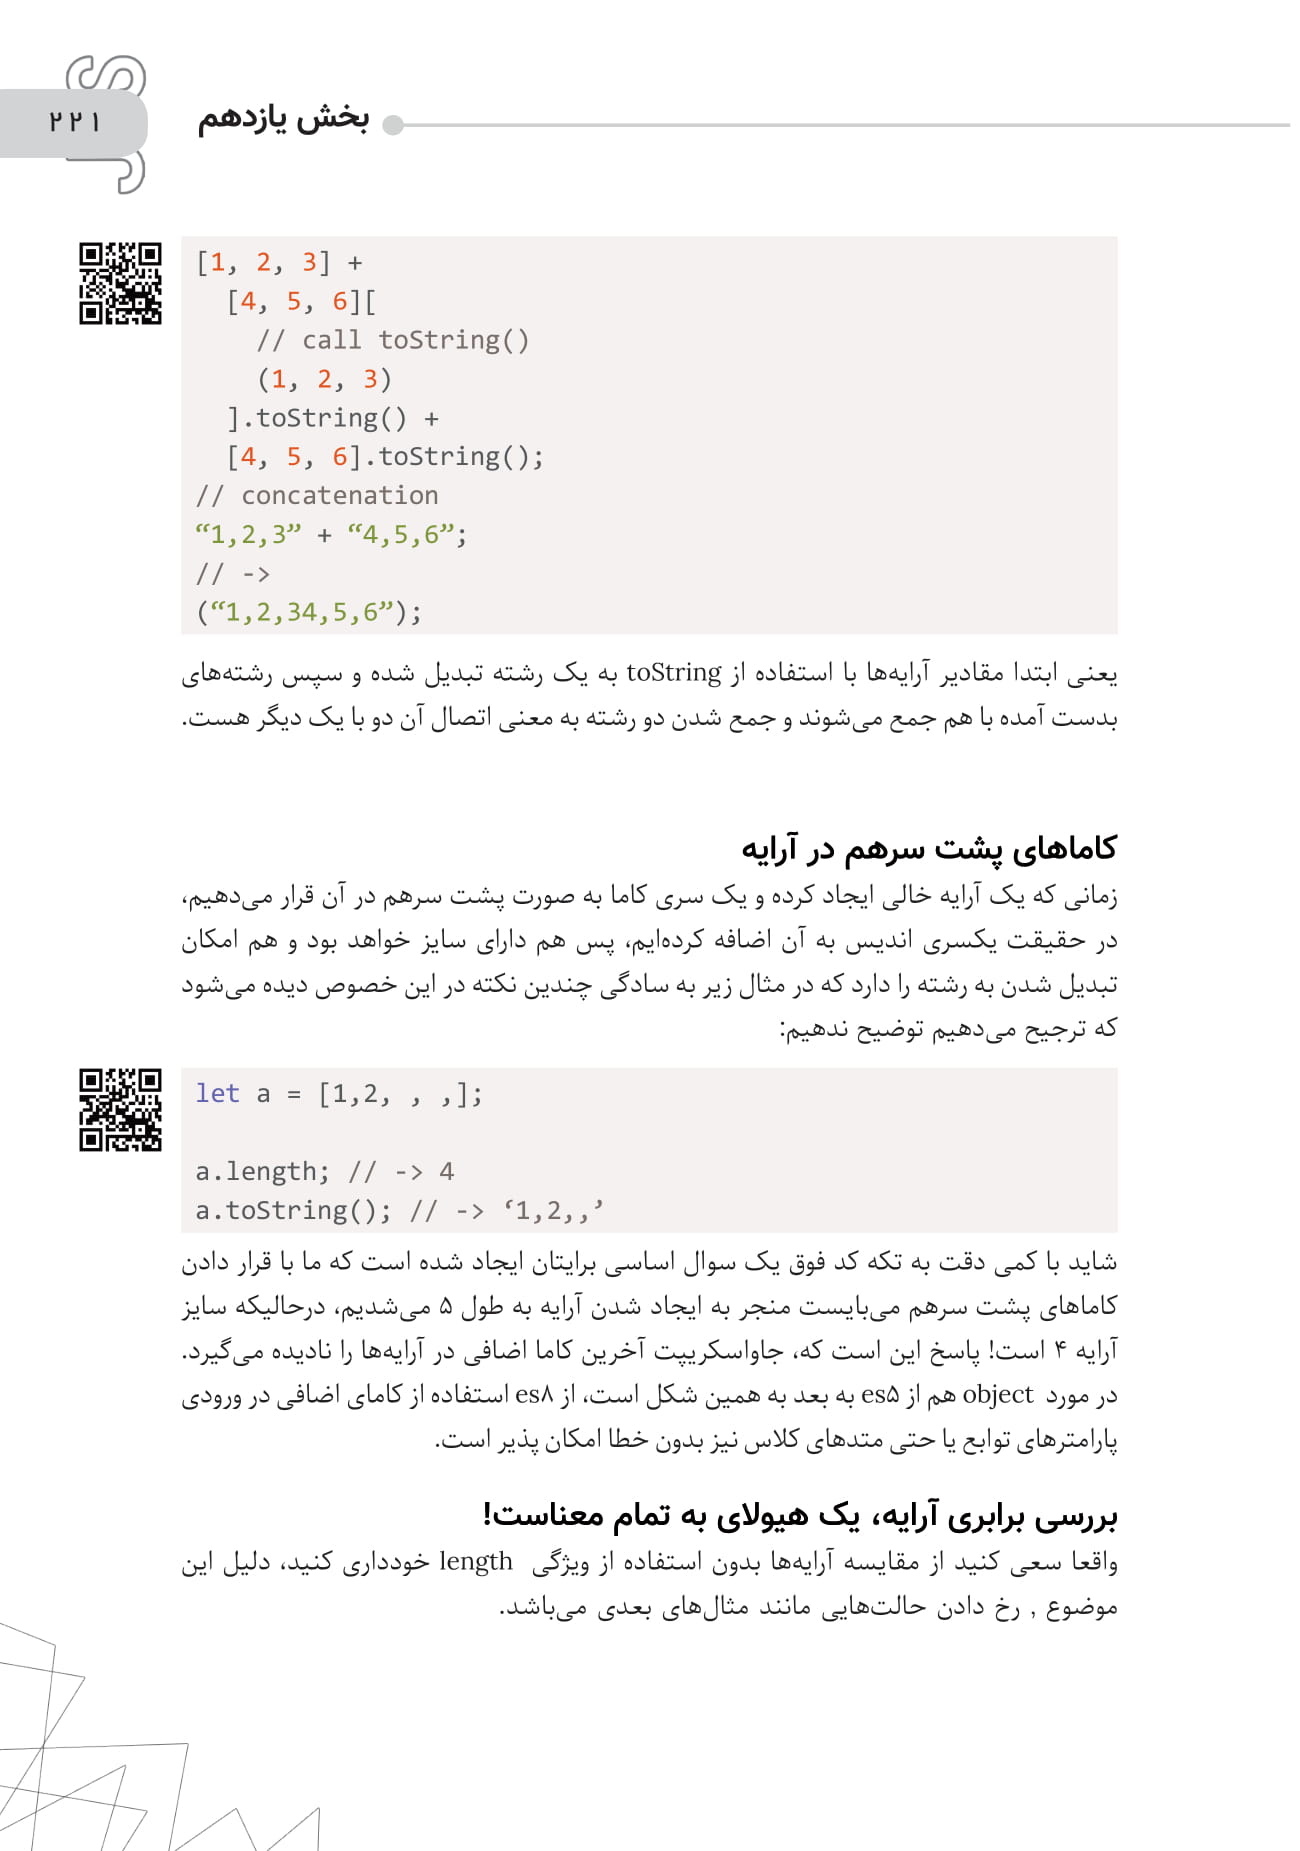 بخش یازدهم
۲۲۱
JS
[1, 2, 3] +
[4, 5, 6][
// call toString()
(1, 2, 3)
].toString() +
[4, 5, 6].toString();
// concatenation
“1,2,3” + “4,5,6”;
// ->
(“1,2,34,5,6”);
یعنی ابتدا مقادیر آرایه‌ها با استفاده از toString به یک رشته تبدیل شده و سپس رشته‌های
بدست آمده با هم جمع می‌شوند و جمع شدن دو رشته به معنی اتصال آن دو با یک دیگر هست.
کاماهای پشت سرهم در آرایه
زمانی که یک آرایه خالی ایجاد کرده و یک سری کاما به صورت پشت سرهم در آن قرار می‌دهیم،
در حقیقت یکسری اندیس به آن اضافه کرده‌ایم، پس هم دارای سایز خواهد بود و هم امکان
تبدیل شدن به رشته را دارد که در مثال زیر به سادگی چندین نکته در این خصوص دیده می‌شود
که ترجیح می‌دهیم توضیح ندهیم:
let a = [1,2, , ,];
a.length; // -> 4
a.toString(); // -> ‘1,2,,’
شاید با کمی دقت به تکه کد فوق یک سوال اساسی برایتان ایجاد شده است که ما با قرار دادن
کاماهای پشت سرهم می‌بایست منجر به ایجاد شدن آرایه به طول ۵ می‌شدیم، درحالیکه سایز
آرایه ۴ است! پاسخ این است که، جاواسکریپت آخرین کاما اضافی در آرایه‌ها را نادیده می‌گیرد.
در مورد object هم از es۵ به بعد به همین شکل است، از es۸ استفاده از کامای اضافی در ورودی
پارامترهای توابع یا حتی متدهای کلاس نیز بدون خطا امکان پذیر است.
بررسی برابری آرایه، یک هیولای به تمام معناست!
واقعا سعی کنید از مقایسه آرایه‌ها بدون استفاده از ویژگی length خودداری کنید، دلیل این
موضوع , رخ دادن حالت‌هایی مانند مثال‌های بعدی می‌باشد.